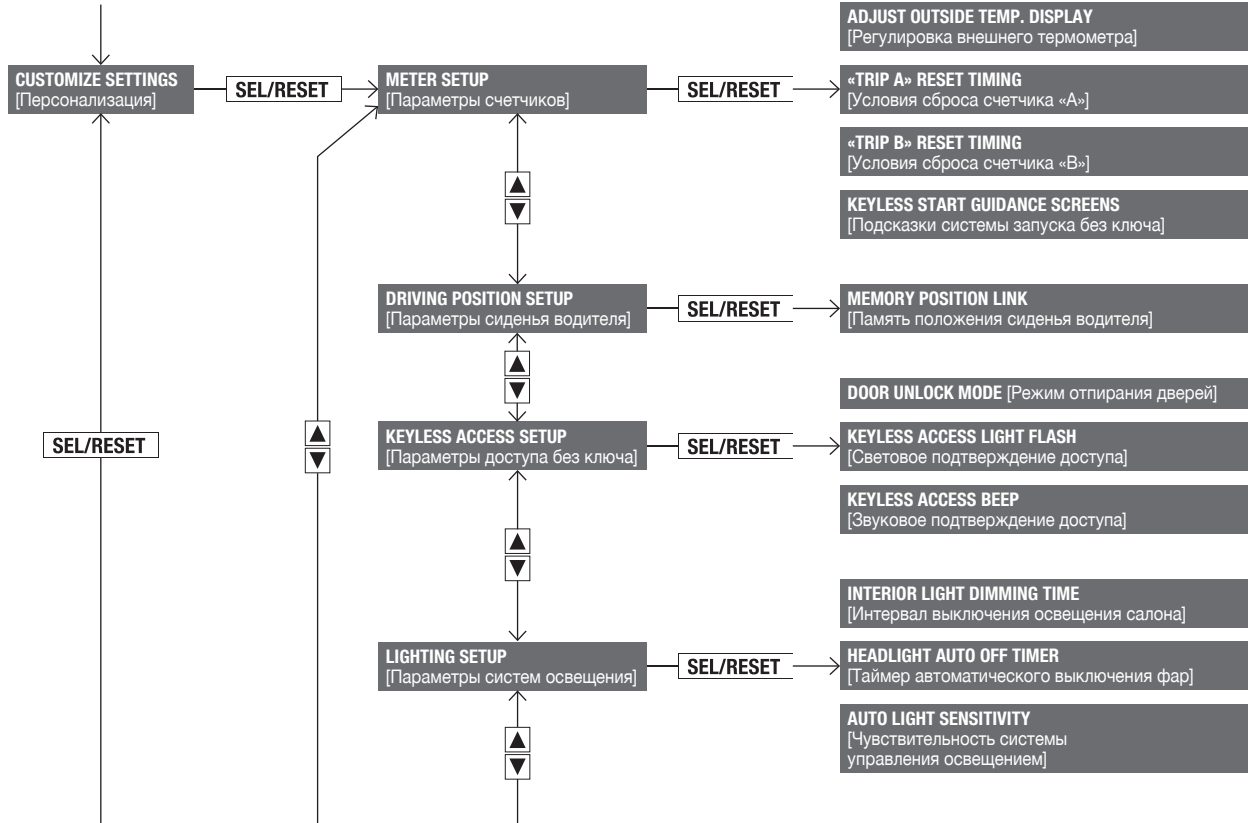 ADJUST OUTSIDE TEMP. DISPLAY
[Регулировка внешнего термометра]
CUSTOMIZE SETTINGS
[Персонализация]
SEL/RESET
METER SETUP
[Параметры счетчиков]
SEL/RESET
«TRIP A» RESET TIMING
[Условия сброса счетчика «А»]
«TRIP B» RESET TIMING
[Условия сброса счетчика «В»]
KEYLESS START GUIDANCE SCREENS
[Подсказки системы запуска без ключа]
DRIVING POSITION SETUP
[Параметры сиденья водителя]
SEL/RESET
MEMORY POSITION LINK
[Память положения сиденья водителя]
DOOR UNLOCK MODE [Режим отпирания дверей]
SEL/RESET
KEYLESS ACCESS SETUP
[Параметры доступа без ключа]
SEL/RESET
KEYLESS ACCESS LIGHT FLASH
[Световое подтверждение доступа]
KEYLESS ACCESS BEEP
[Звуковое подтверждение доступа]
INTERIOR LIGHT DIMMING TIME
[Интервал выключения освещения салона]
LIGHTING SETUP
[Параметры систем освещения]
SEL/RESET
HEADLIGHT AUTO OFF TIMER
[Таймер автоматического выключения фар]
AUTO LIGHT SENSITIVITY
[Чувствительность системы
управления освещением]